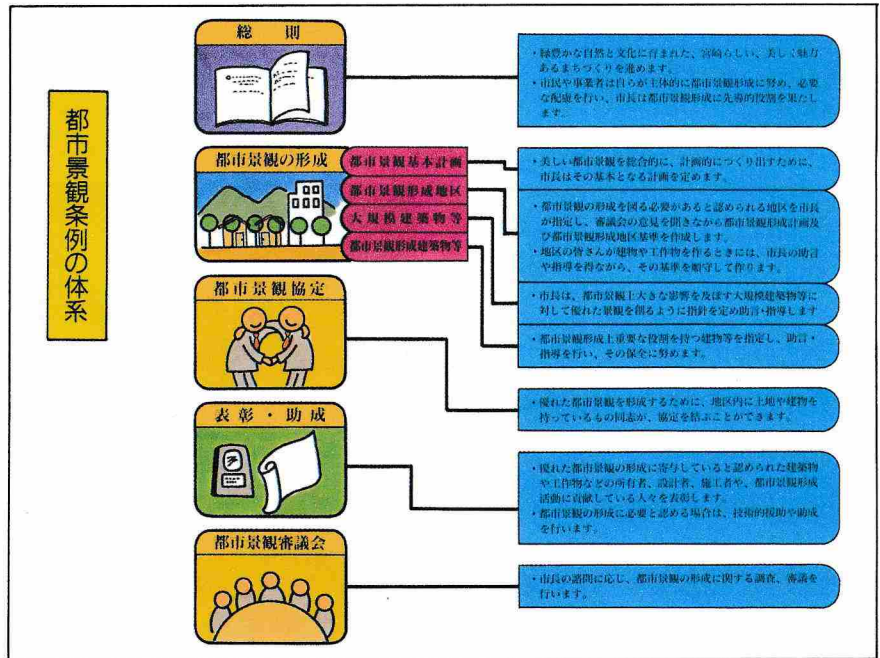 都市景観条例の体系
総則
・緑豊かな自然と文化に育まれた、宮崎らしい、美しく魅力
あるまちづくりを進めます。
・市民や事業者は自らが主体的に都市景観形成に努め、必要
な配慮を行い、市長は都市景観形成に先導的役割を果たし
ます。
都市景観の形成
都市景観基本計画
・美しい都市景観を総合的に、計画的につくり出すために、
市長はその基本となる計画を定めます。
都市景観形成地区
・都市景観の形成を図る必要があると認められる地区を市長
が指定し、審議会の意見を聞きながら都市景観形成計画及
び都市景観形成地区基準を作成します。
・地区の皆さんが建物や工作物を作るときには、市長の助言
や指導を得ながら、その基準を順守して作ります。
大規模建築物等
・市長は、都市景観上大きな影響を及ぼす大規模建築物等に
対して優れた景観を創るように指針を定め助言・指導します
都市景観形成建築物等
・都市景観形成上重要な役割を持つ建物等を指定し、助言・
指導を行い、その保全に努めます。
都市景観協定
・優れた都市景観を形成するために、地区内に土地や建物を
持っているもの同志が、協定を結ぶことができます。
表彰・助成
・優れた都市景観の形成に寄与していると認められた建築物
や工作物などの所有者、設計者、施工者や、都市景観形成
活動に貢献している人々を表彰します。
・都市景観の形成に必要と認める場合は、技術的援助や助成
を行います。
都市景観審議会
・市長の諮問に応じ、都市景観の形成に関する調査、審議を
行います。